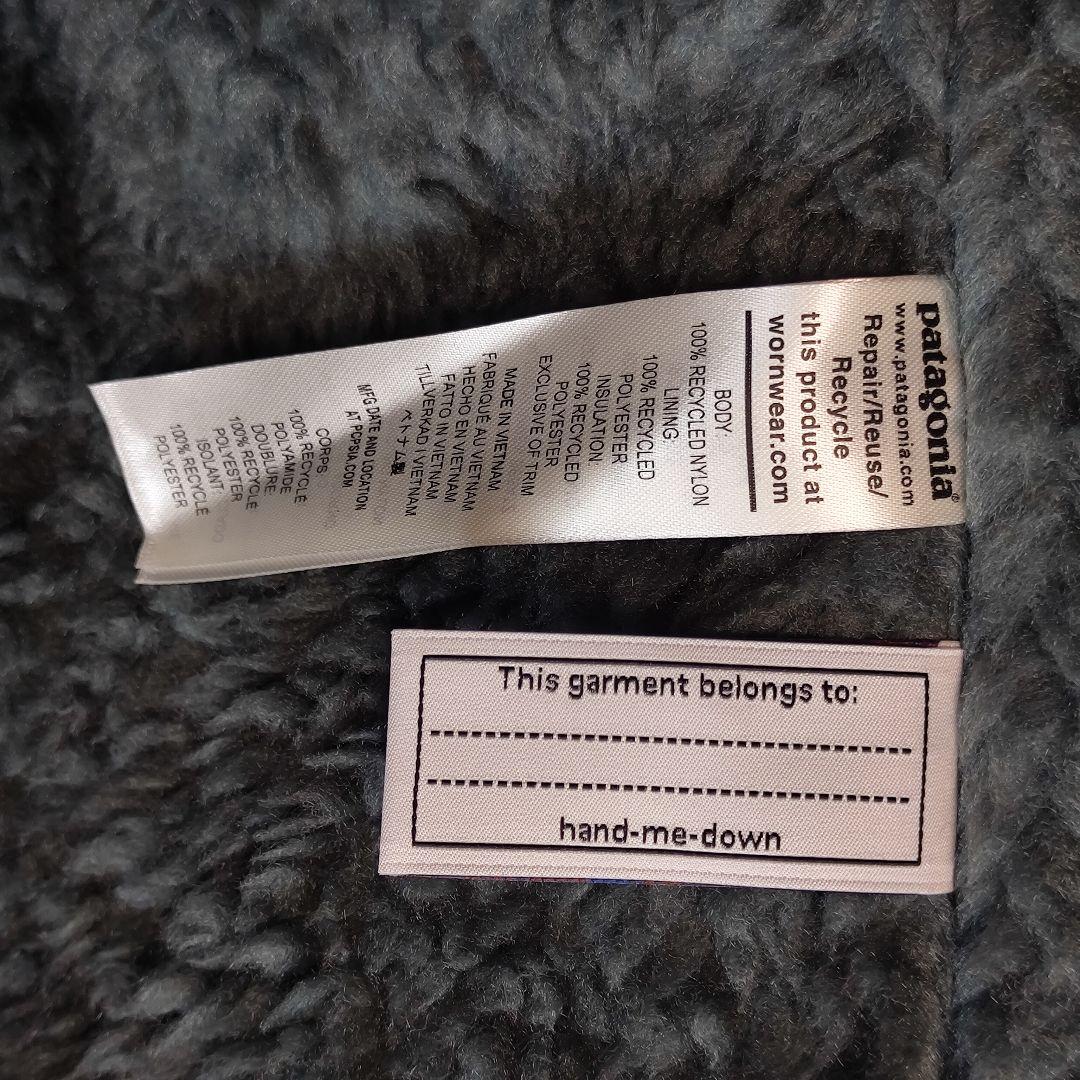 patagonia®
www.patagonia.com
Repair/Reuse/
Recycle
this product at
wornwear.com
BODY:
100% RECYCLED NYLON
LINING:
100% RECYCLED
POLYESTER
INSULATION:
100% RECYCLED
POLYESTER
EXCLUSIVE OF TRIM
MADE IN VIETNAM
FABRIQUÉ AU VIETNAM
HECHO EN VIETNAM
FATTO IN VIETNAM
TILLVERKAD I VIETNAM
ベトナム製
MFG DATE AND LOCATION
AT PCPSIA.COM
CORPS:
100% RECYCLÉ
POLYAMIDE
DOUBLURE:
100% RECYCLÉ
POLYESTER
ISOLANT:
100% RECYCLÉ
POLYESTER
This garment belongs to:
hand-me-down